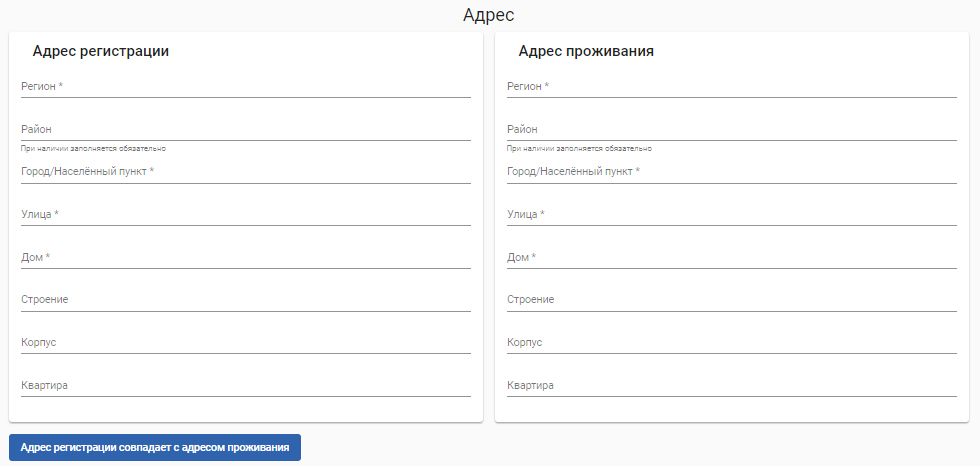 Адрес
Адрес регистрации
Регион *
Район
При наличии заполняется обязательно
Город/Населённый пункт *
Улица *
Дом *
Строение
Корпус
Квартира
Адрес проживания
Регион *
Район
При наличии заполняется обязательно
Город/Населённый пункт *
Улица *
Дом *
Строение
Корпус
Квартира
Адрес регистрации совпадает с адресом проживания